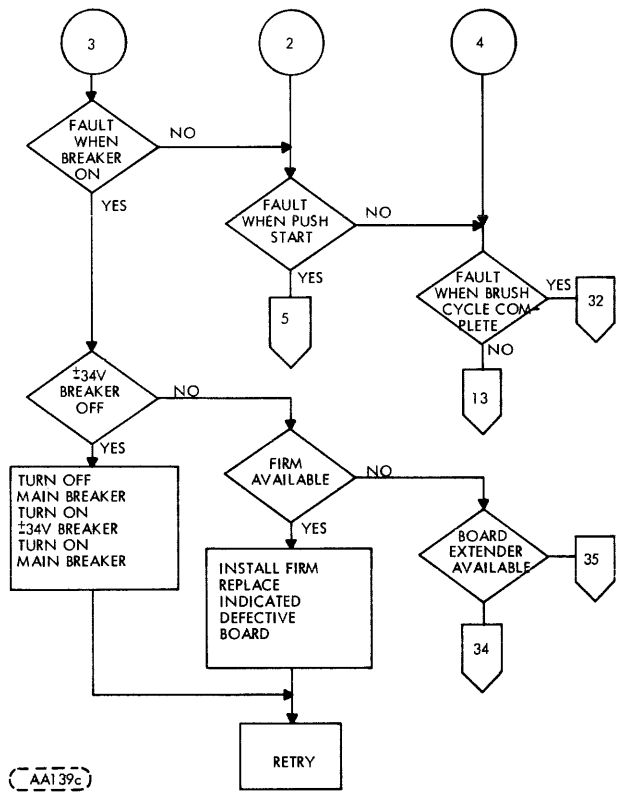 3
2
4
FAULT
WHEN
BREAKER
ON
NO
YES
FAULT
WHEN PUSH
START
NO
YES
5
FAULT
WHEN BRUSH
CYCLE COM-
PLETE
YES
32
NO
13
±34V
BREAKER
OFF
NO
YES
TURN OFF
MAIN BREAKER
TURN ON
±34V BREAKER
TURN ON
MAIN BREAKER
FIRM
AVAILABLE
NO
YES
INSTALL FIRM
REPLACE
INDICATED
DEFECTIVE
BOARD
BOARD
EXTENDER
AVAILABLE
35
34
RETRY
AA139c